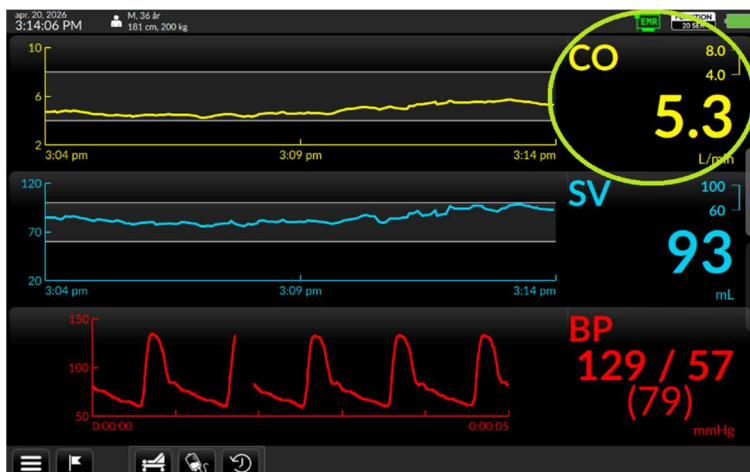 apr. 20, 2026
3:14:06 PM
M, 36 år
181 cm, 200 kg
EMR
20 SEK
10
6
2
3:04 pm
3:09 pm
3:14 pm
CO
8.0
4.0
5.3
L/min
120
70
20
3:04 pm
3:09 pm
3:14 pm
SV
100
60
93
mL
150
100
50
0:00:00
0:00:05
BP
129 / 57
(79)
mmHg